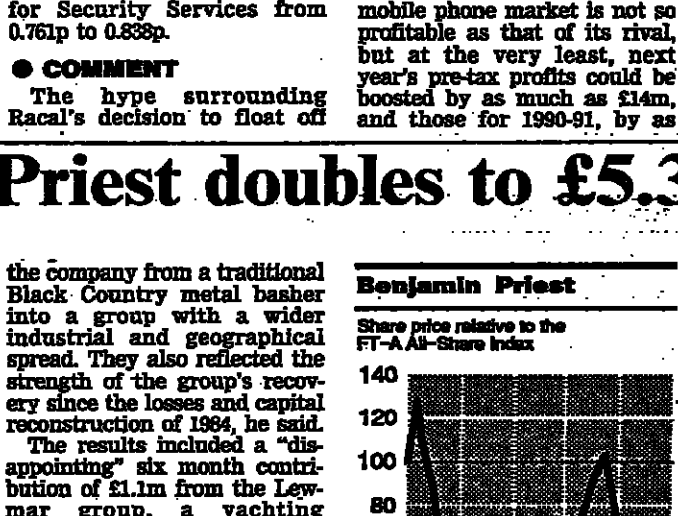 for Security Services from
0.761p to 0.838p.
● COMMENT
The hype surrounding
Racal's decision to float off
mobile phone market is not so
profitable as that of its rival,
but at the very least, next
year's pre-tax profits could be
boosted by as much as £14m,
and those for 1990-91, by as
Priest doubles to £5.3
the company from a traditional
Black Country metal basher
into a group with a wider
industrial and geographical
spread. They also reflected the
strength of the group's recov-
ery since the losses and capital
reconstruction of 1984, he said.
The results included a "dis-
appointing" six month contri-
bution of £1.1m from the Lew-
mar group, a yachting
Benjamin Priest
Share price relative to the
FT-A All-Share Index
140
120
100
80